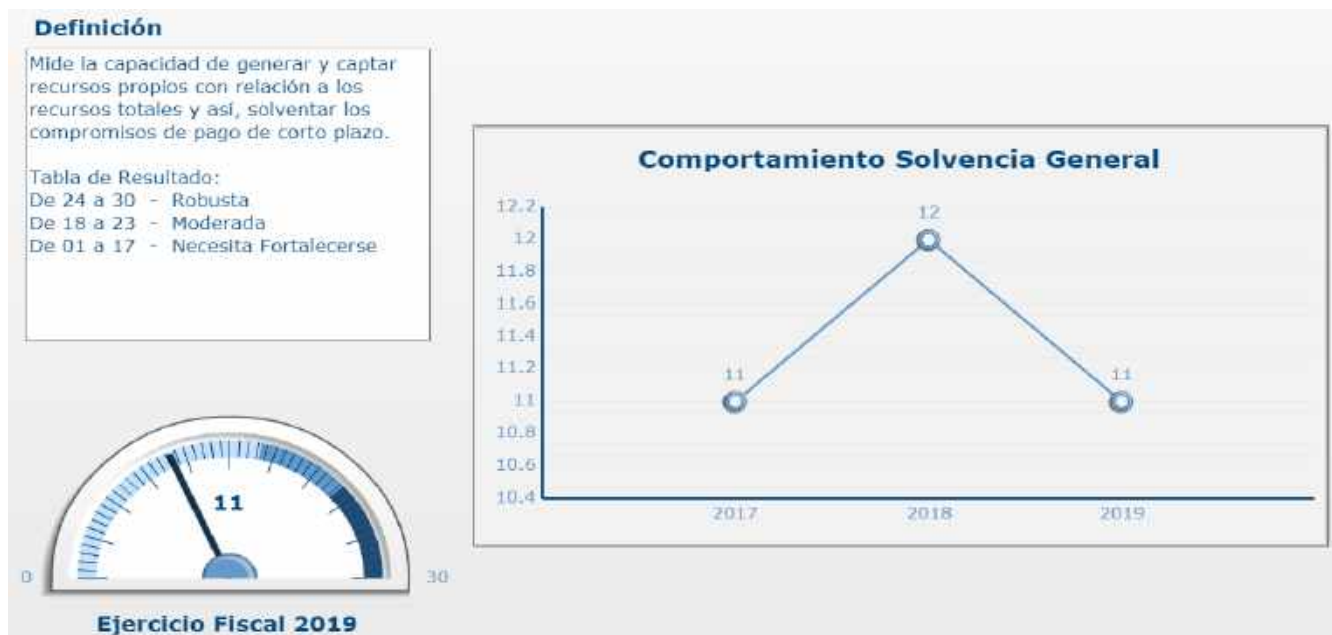 Definición
Mide la capacidad de generar y captar
recursos propios con relación a los
recursos totales y así, solventar los
compromisos de pago de corto plazo.
Tabla de Resultado:
De 24 a 30 - Robusta
De 18 a 23 - Moderada
De 01 a 17 - Necesita Fortalecerse
11
0
30
Ejercicio Fiscal 2019
Comportamiento Solvencia General
12.2
12
11.8
11.6
11.4
11.2
11
10.8
10.6
10.4
11
12
11
2017
2018
2019